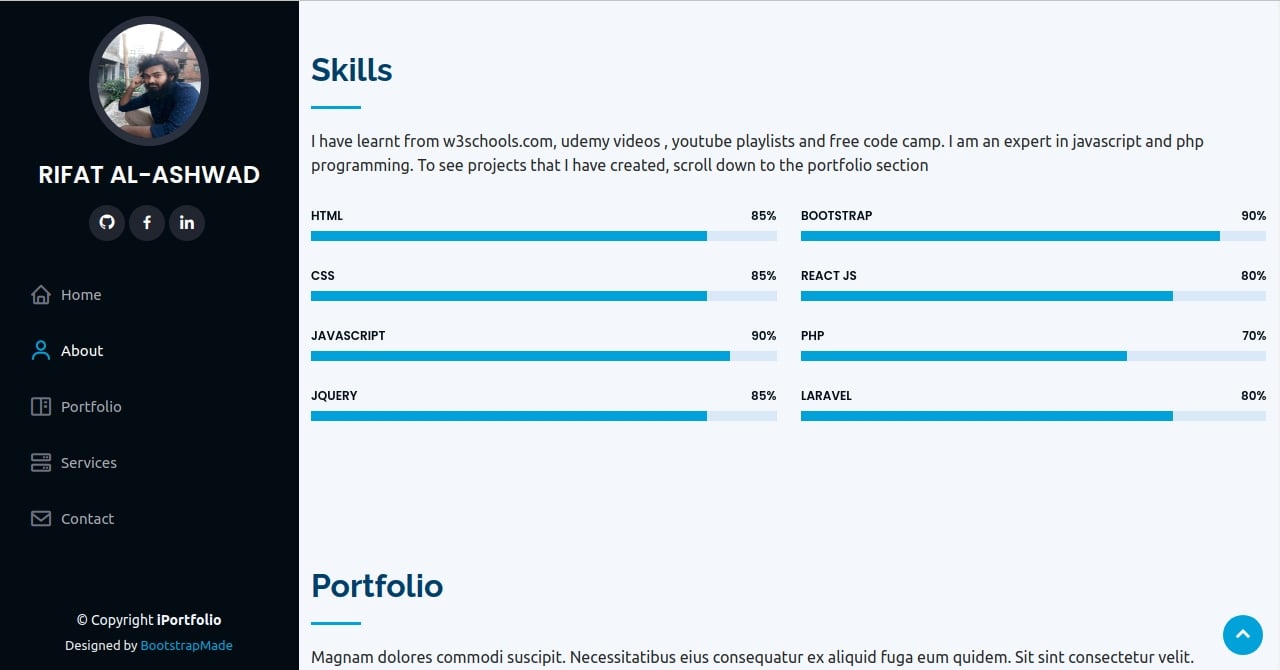 RIFAT AL-ASHWAD
Home
About
Portfolio
Services
Contact
© Copyright iPortfolio
Designed by BootstrapMade
Skills
I have learnt from w3schools.com, udemy videos , youtube playlists and free code camp. I am an expert in javascript and php
programming. To see projects that I have created, scroll down to the portfolio section
HTML 85%
BOOTSTRAP 90%
CSS 85%
REACT JS 80%
JAVASCRIPT 90%
PHP 70%
JQUERY 85%
LARAVEL 80%
Portfolio
Magnam dolores commodi suscipit. Necessitatibus eius consequatur ex aliquid fuga eum quidem. Sit sint consectetur velit.